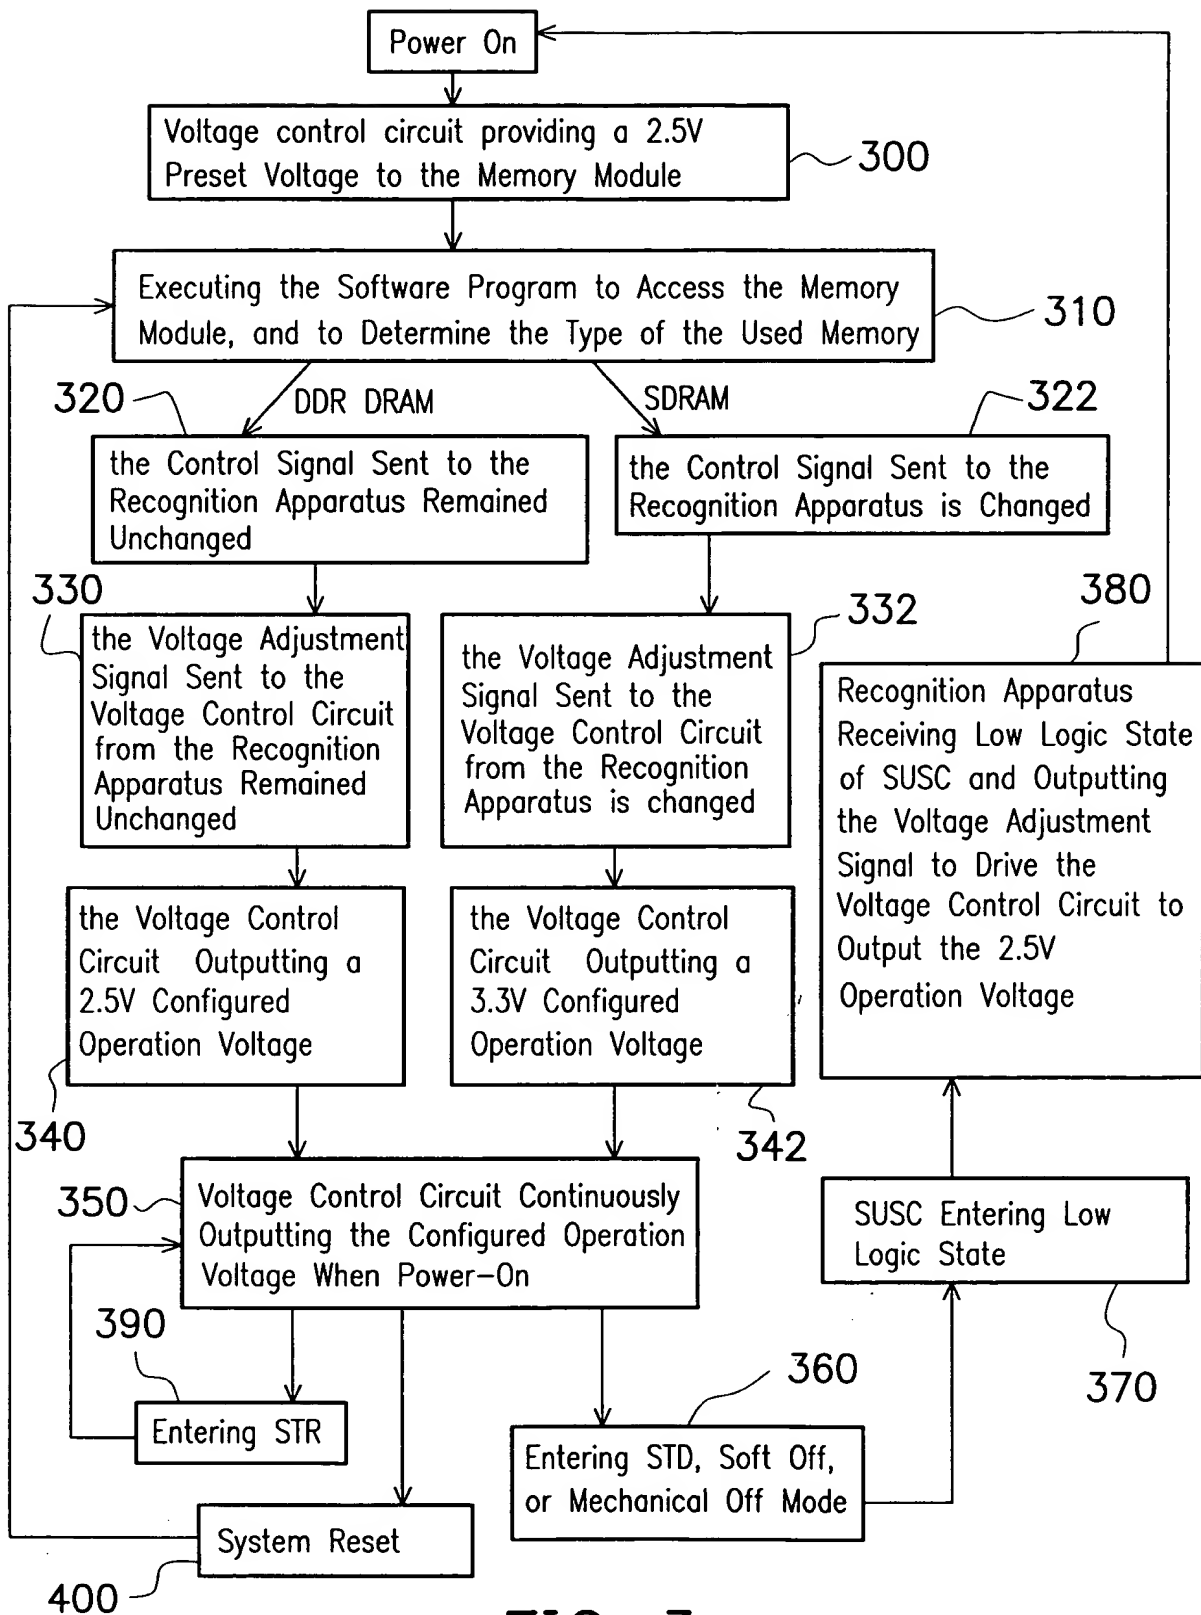 Power On
Voltage control circuit providing a 2.5V
Preset Voltage to the Memory Module
300
Executing the Software Program to Access the Memory
Module, and to Determine the Type of the Used Memory
310
320
DDR DRAM
SDRAM
322
the Control Signal Sent to the
Recognition Apparatus Remained
Unchanged
the Control Signal Sent to the
Recognition Apparatus is Changed
330
the Voltage Adjustment
Signal Sent to the
Voltage Control Circuit
from the Recognition
Apparatus Remained
Unchanged
332
the Voltage Adjustment
Signal Sent to the
Voltage Control Circuit
from the Recognition
Apparatus is changed
380
Recognition Apparatus
Receiving Low Logic State
of SUSC and Outputting
the Voltage Adjustment
Signal to Drive the
Voltage Control Circuit to
Output the 2.5V
Operation Voltage
the Voltage Control
Circuit Outputting a
2.5V Configured
Operation Voltage
340
the Voltage Control
Circuit Outputting a
3.3V Configured
Operation Voltage
342
350
Voltage Control Circuit Continuously
Outputting the Configured Operation
Voltage When Power-On
SUSC Entering Low
Logic State
370
390
Entering STR
360
Entering STD, Soft Off,
or Mechanical Off Mode
System Reset
400